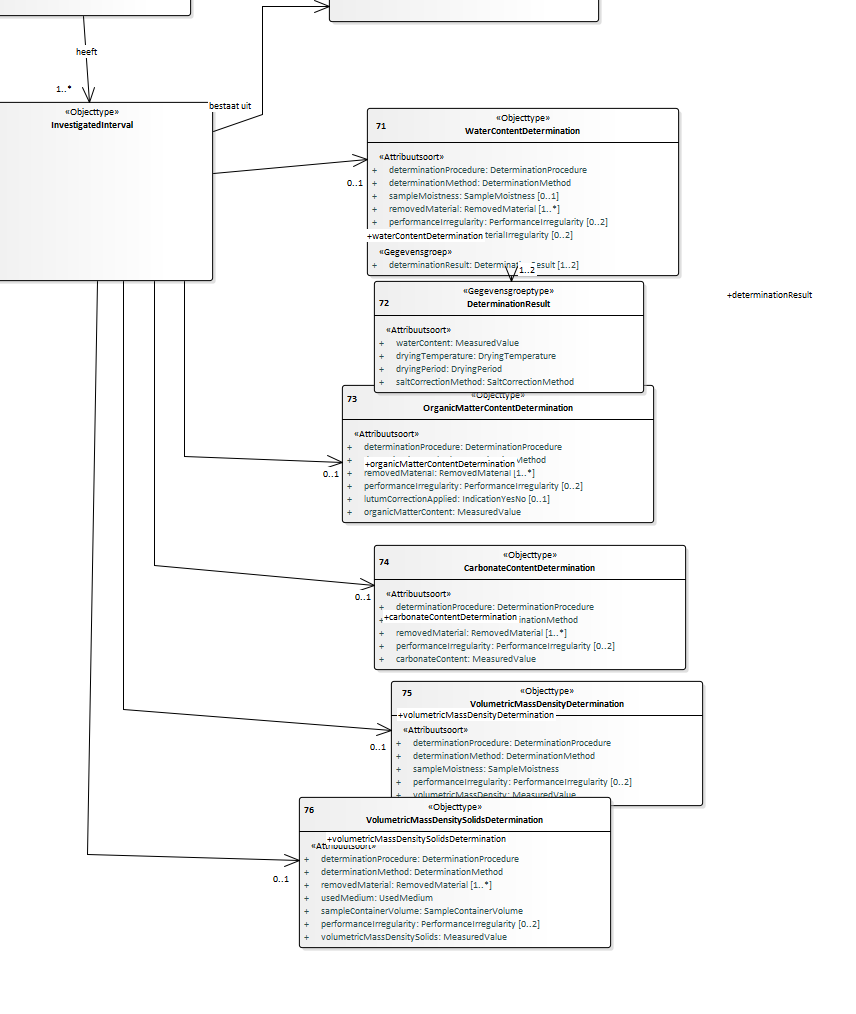 heeft
1..*
«Objecttype»
InvestigatedInterval
bestaat uit
71
«Objecttype»
WaterContentDetermination
«Attribuutsoort»
+ determinationProcedure: DeterminationProcedure
+ determinationMethod: DeterminationMethod
+ sampleMoistness: SampleMoistness [0..1]
+ removedMaterial: RemovedMaterial [1..*]
+ performanceIrregularity: PerformanceIrregularity [0..2]
+waterContentDetermination terialIrregularity [0..2]
«Gegevensgroep»
+ determinationResult: Determinat esult [1..2]
0..1
1..2
+determinationResult
72
«Gegevensgroeptype»
DeterminationResult
«Attribuutsoort»
+ waterContent: MeasuredValue
+ dryingTemperature: DryingTemperature
+ dryingPeriod: DryingPeriod
+ saltCorrectionMethod: SaltCorrectionMethod
73
«Objecttype»
OrganicMatterContentDetermination
«Attribuutsoort»
+ determinationProcedure: DeterminationProcedure
+ Method
+organicMatterContentDetermination
+ removedMaterial: RemovedMaterial [1..*]
+ performanceIrregularity: PerformanceIrregularity [0..2]
+ lutumCorrectionApplied: IndicationYesNo [0..1]
+ organicMatterContent: MeasuredValue
0..1
74
«Objecttype»
CarbonateContentDetermination
«Attribuutsoort»
+ determinationProcedure: DeterminationProcedure
+ +carbonateContentDetermination inationMethod
+ removedMaterial: RemovedMaterial [1..*]
+ performanceIrregularity: PerformanceIrregularity [0..2]
+ carbonateContent: MeasuredValue
0..1
75
«Objecttype»
VolumetricMassDensityDetermination
+volumetricMassDensityDetermination
«Attribuutsoort»
+ determinationProcedure: DeterminationProcedure
+ determinationMethod: DeterminationMethod
+ sampleMoistness: SampleMoistness
+ performanceIrregularity: PerformanceIrregularity [0..2]
+ volumetricMassDensity: MeasuredValue
0..1
76
«Objecttype»
VolumetricMassDensitySolidsDetermination
+volumetricMassDensitySolidsDetermination
«Attribuutsoort»
+ determinationProcedure: DeterminationProcedure
+ determinationMethod: DeterminationMethod
+ removedMaterial: RemovedMaterial [1..*]
+ usedMedium: UsedMedium
+ sampleContainerVolume: SampleContainerVolume
+ performanceIrregularity: PerformanceIrregularity [0..2]
+ volumetricMassDensitySolids: MeasuredValue
0..1